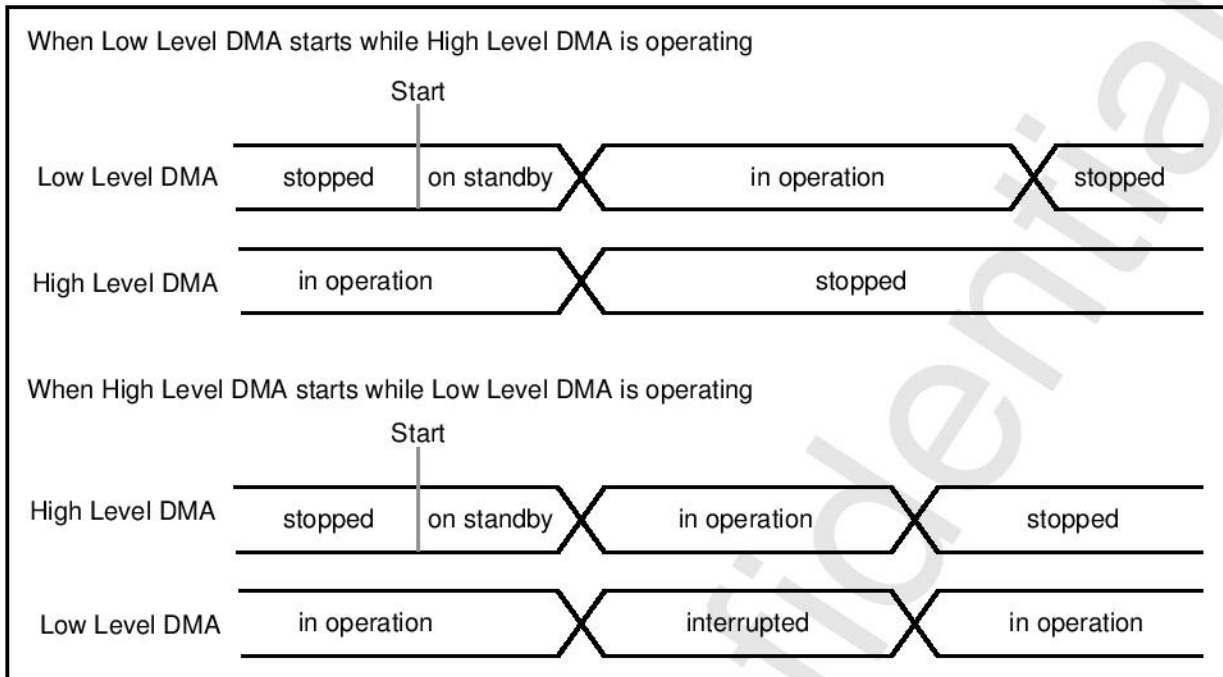 When Low Level DMA starts while High Level DMA is operating
Start
Low Level DMA stopped on standby in operation stopped
High Level DMA in operation stopped
When High Level DMA starts while Low Level DMA is operating
Start
High Level DMA stopped on standby in operation stopped
Low Level DMA in operation interrupted in operation
fidential